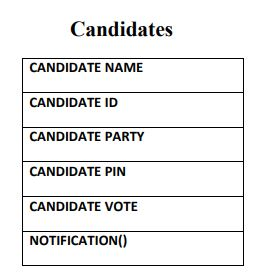 Candidates
CANDIDATE NAME
CANDIDATE ID
CANDIDATE PARTY
CANDIDATE PIN
CANDIDATE VOTE
NOTIFICATION()